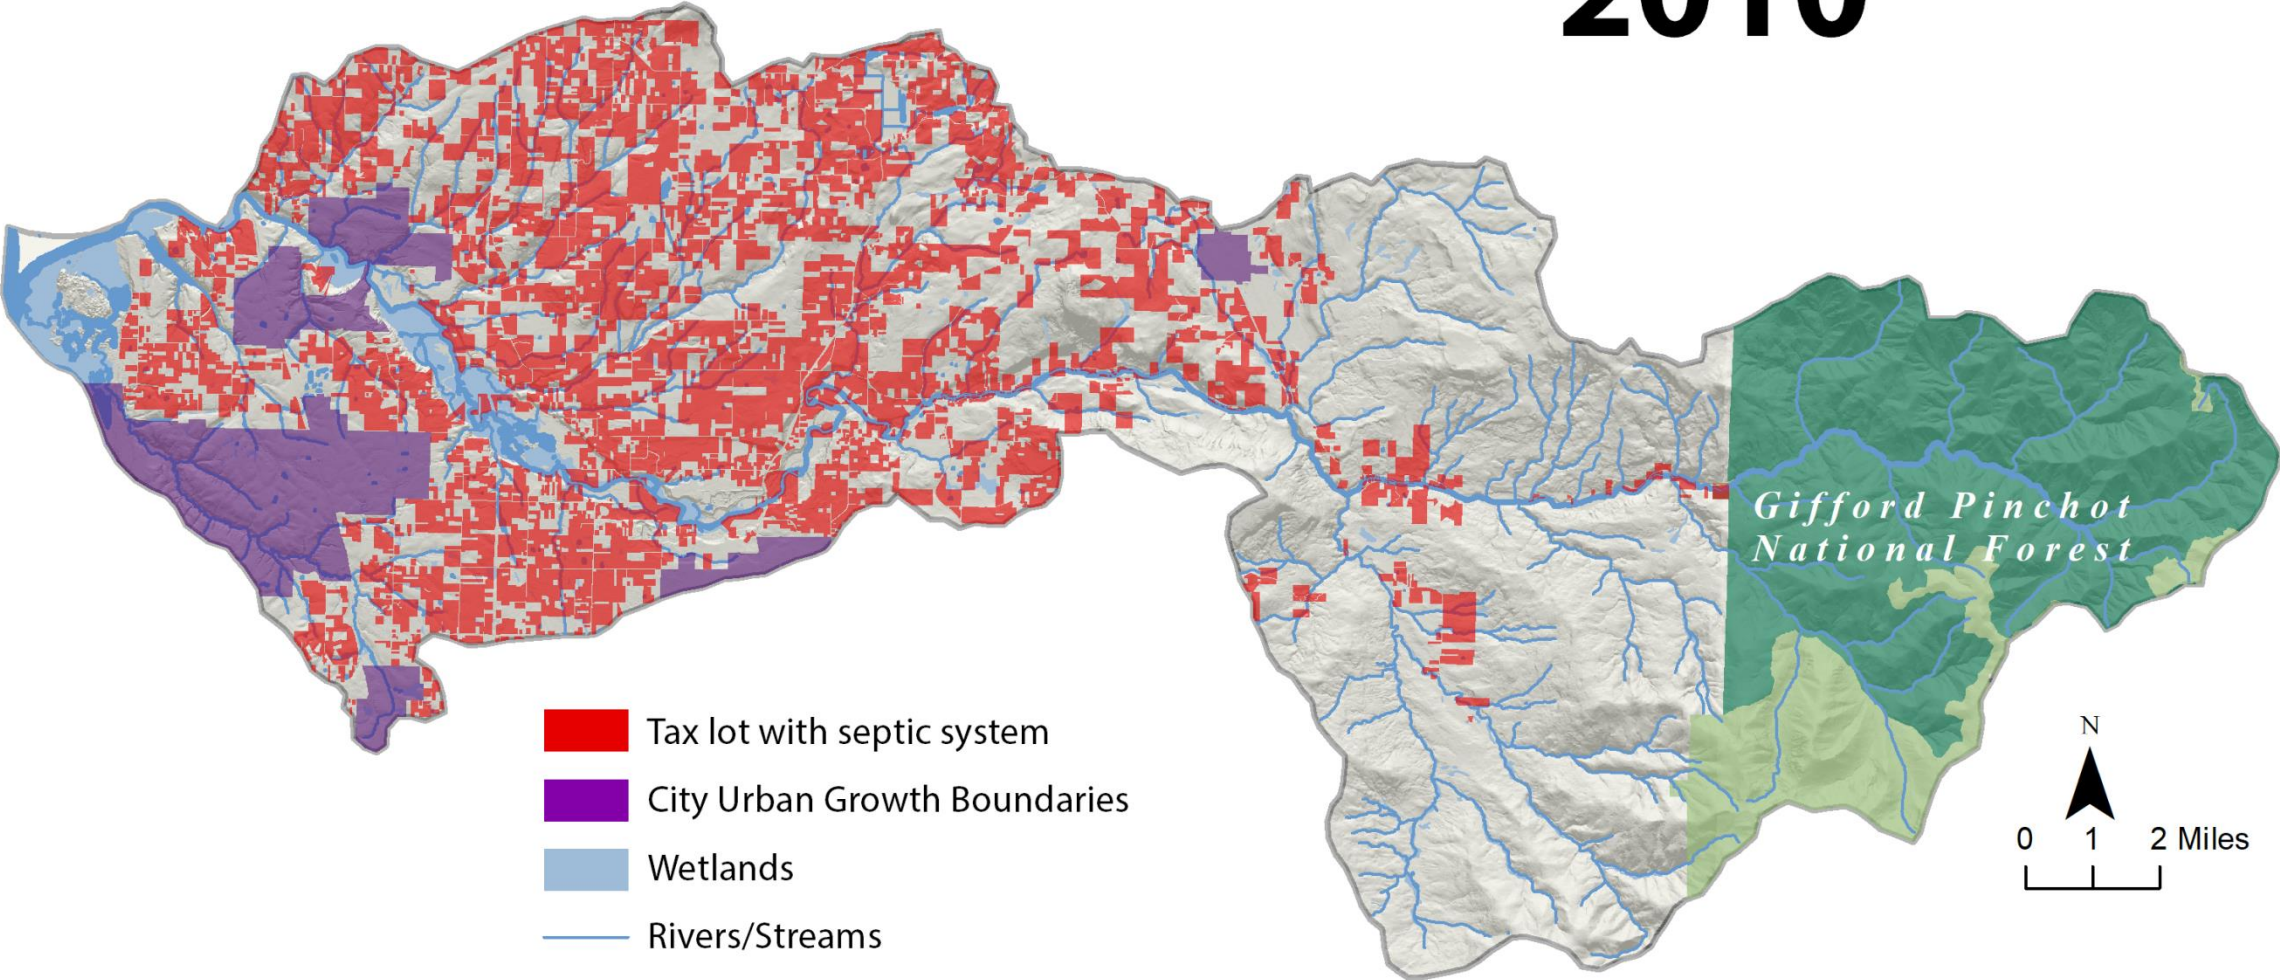 2010
Gifford Pinchot
National Forest
Tax lot with septic system
City Urban Growth Boundaries
Wetlands
Rivers/Streams
N
0 1 2 Miles